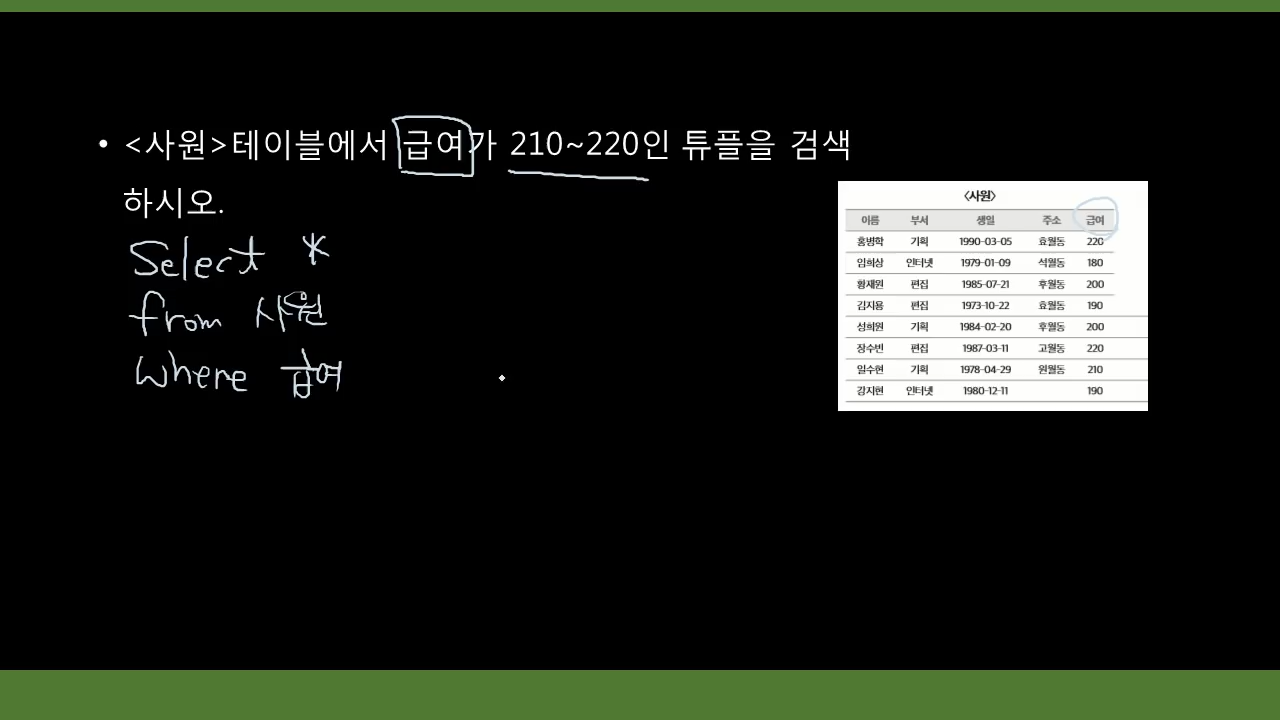 • <사원>테이블에서 급여가 210~220인 튜플을 검색
하시오.
Select *
from 사원
where 급여
<사원>
이름 부서 생일 주소 급여
홍병학 기획 1990-03-05 효월동 220
임희상 인터넷 1979-01-09 석월동 180
황재원 편집 1985-07-21 후월동 200
김지용 편집 1973-10-22 효월동 190
성희원 기획 1984-02-20 후월동 200
장수빈 편집 1987-03-11 고월동 220
일수현 기획 1978-04-29 원월동 210
강지현 인터넷 1980-12-11 190